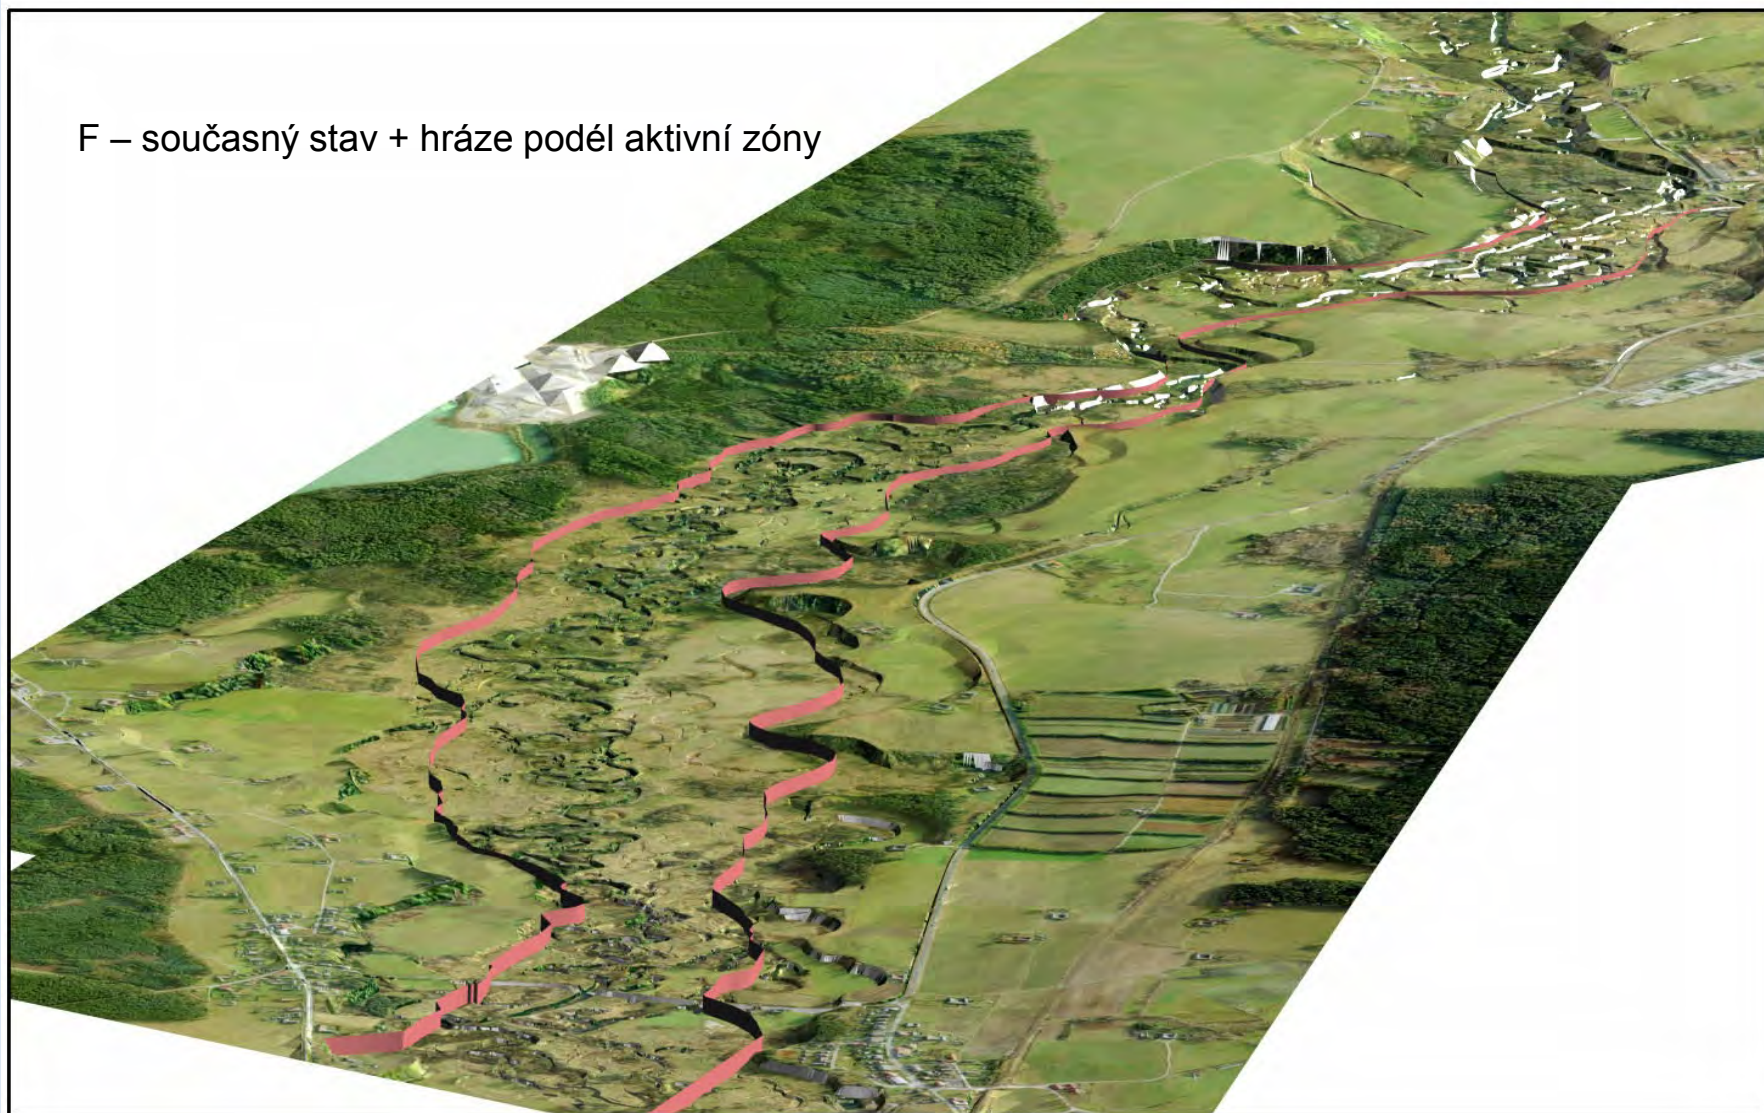 F – současný stav + hráze podél aktivní zóny